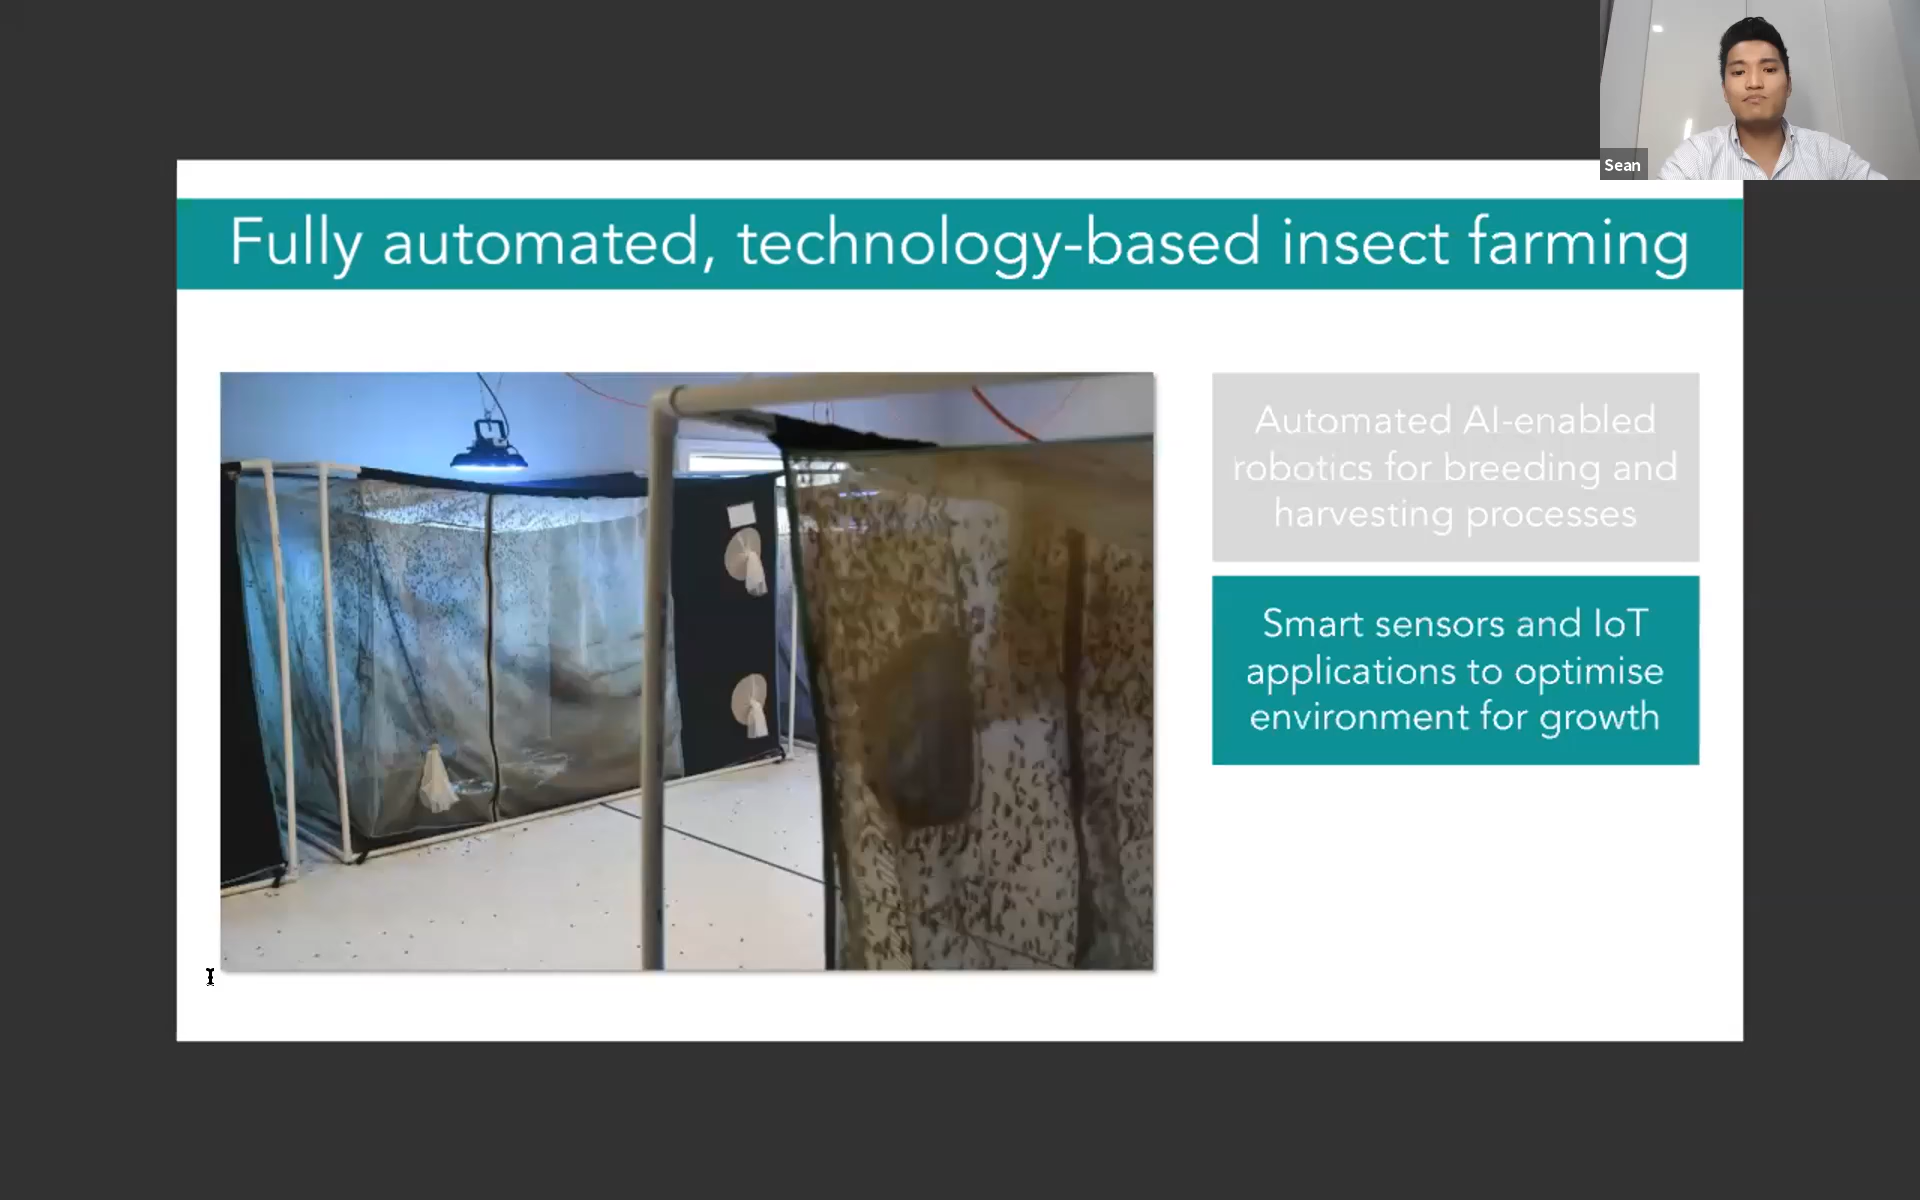 Sean
Fully automated, technology-based insect farming
Automated AI-enabled
robotics for breeding and
harvesting processes
Smart sensors and IoT
applications to optimise
environment for growth